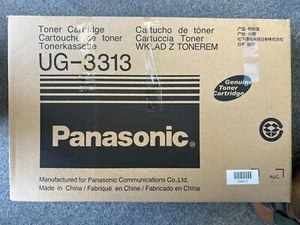 Toner Cartridge
Cartouche de toner
Tonerkassette
Cartucho de tóner
Cartuccia Toner
WKŁAD Z TONEREM
UG-3313
Genuine
Toner
Cartridge
Panasonic®
Manufactured for Panasonic Communications Co., Ltd.
Made in China / Fabriqué en Chine / Fabricado en China